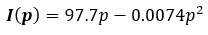 I(p) = 97.7p − 0.0074p²